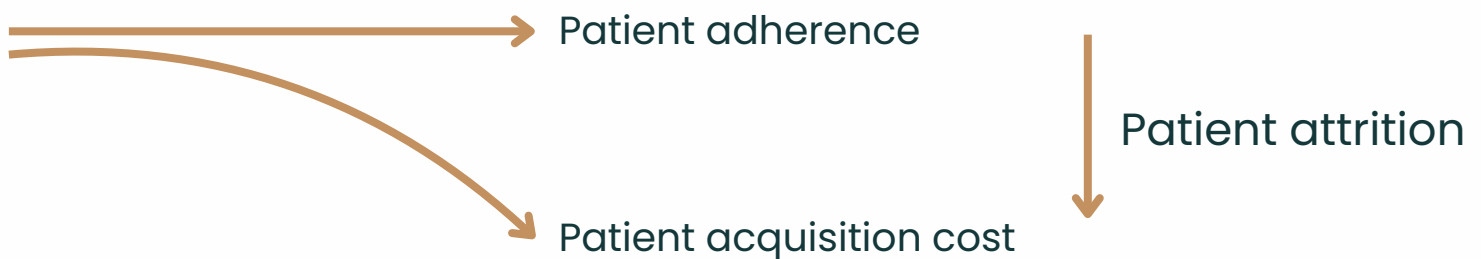 Patient adherence
Patient attrition
Patient acquisition cost